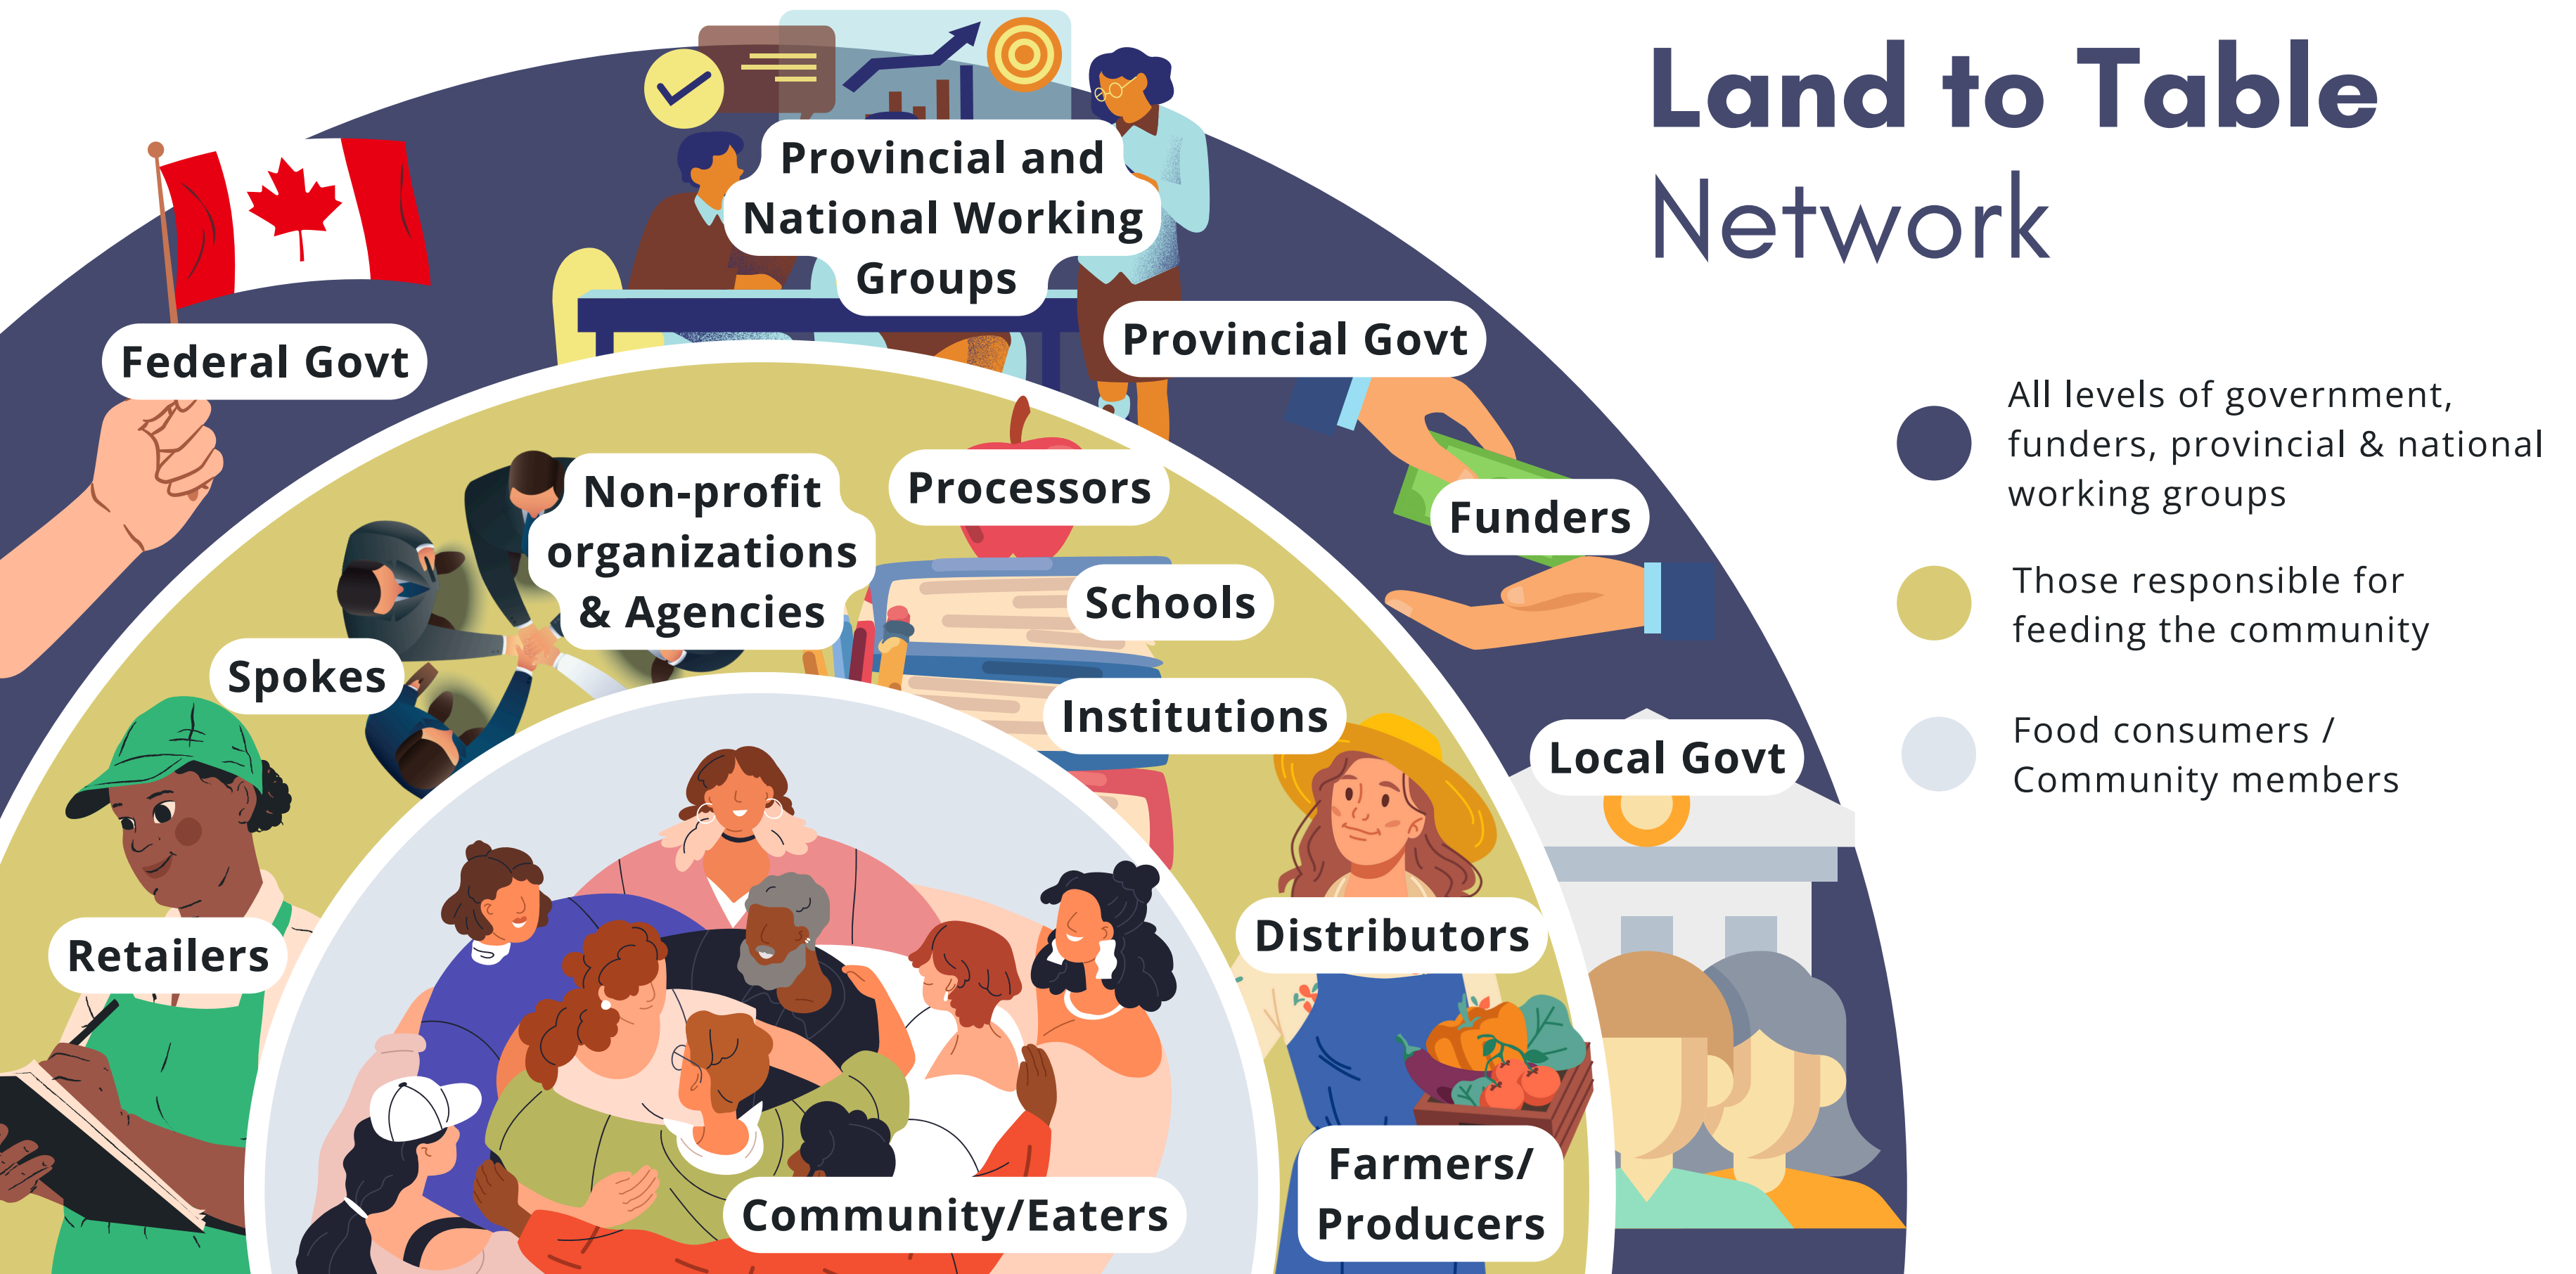 Land to Table
Network
Provincial and
National Working
Groups
Federal Govt
Provincial Govt
Funders
Local Govt
Non-profit
organizations
& Agencies
Processors
Schools
Institutions
Spokes
Retailers
Distributors
Farmers/
Producers
Community/Eaters
All levels of government,
funders, provincial & national
working groups
Those responsible for
feeding the community
Food consumers /
Community members